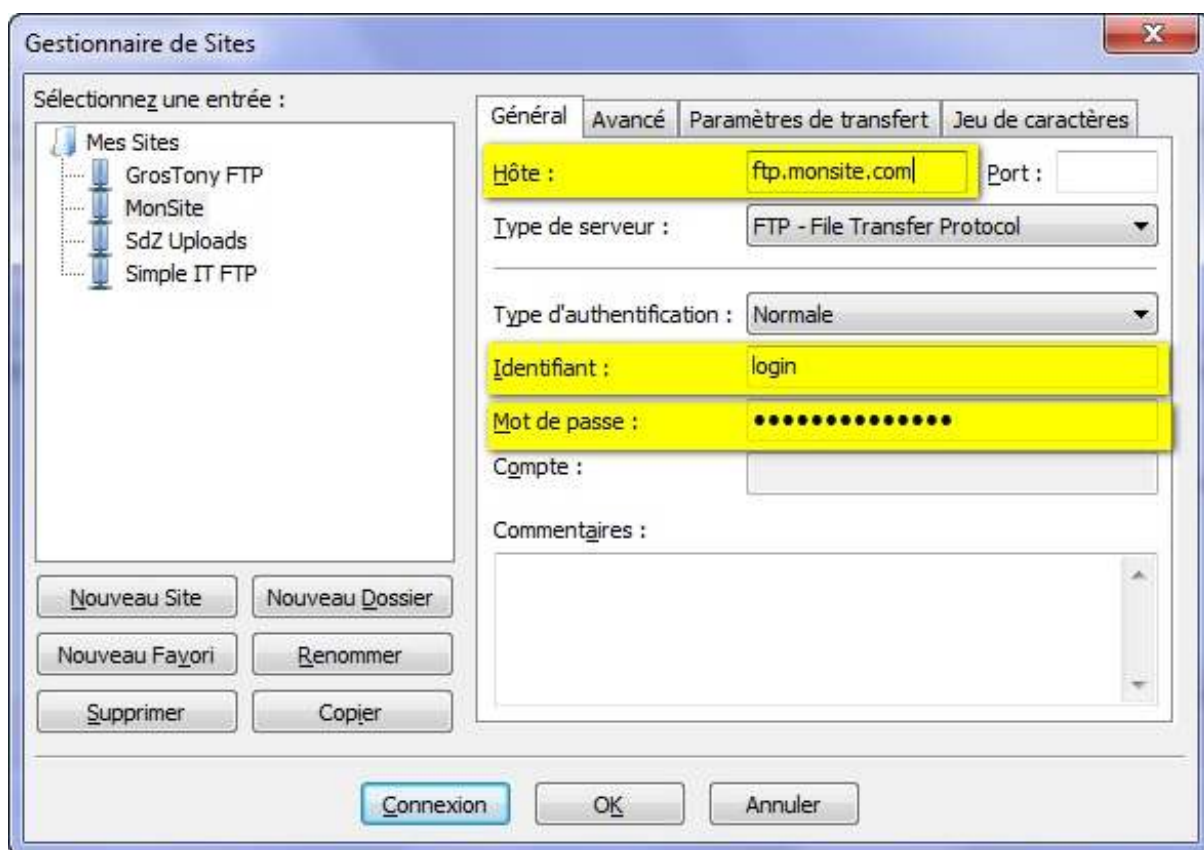 Gestionnaire de Sites
Sélectionnez une entrée :
Mes Sites
GrosTony FTP
MonSite
SdZ Uploads
Simple IT FTP
Nouveau Site
Nouveau Dossier
Nouveau Favori
Renommer
Supprimer
Copier
Général Avancé Paramètres de transfert Jeu de caractères
Hôte : ftp.monsite.com Port :
Type de serveur : FTP - File Transfer Protocol
Type d'authentification : Normale
Identifiant : login
Mot de passe : ●●●●●●●●●●●●●●
Compte :
Commentaires :
Connexion OK Annuler